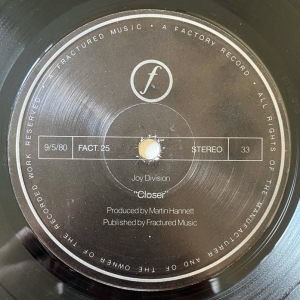 • A FRACTURED MUSIC • A FACTORY RECORD • ALL RIGHTS OF THE MANUFACTURER AND OF THE OWNER OF THE RECORDED WORK RESERVED
f
9/5/80 FACT. 25 STEREO 33
Joy Division
"Closer"
Produced by Martin Hannett
Published by Fractured Music